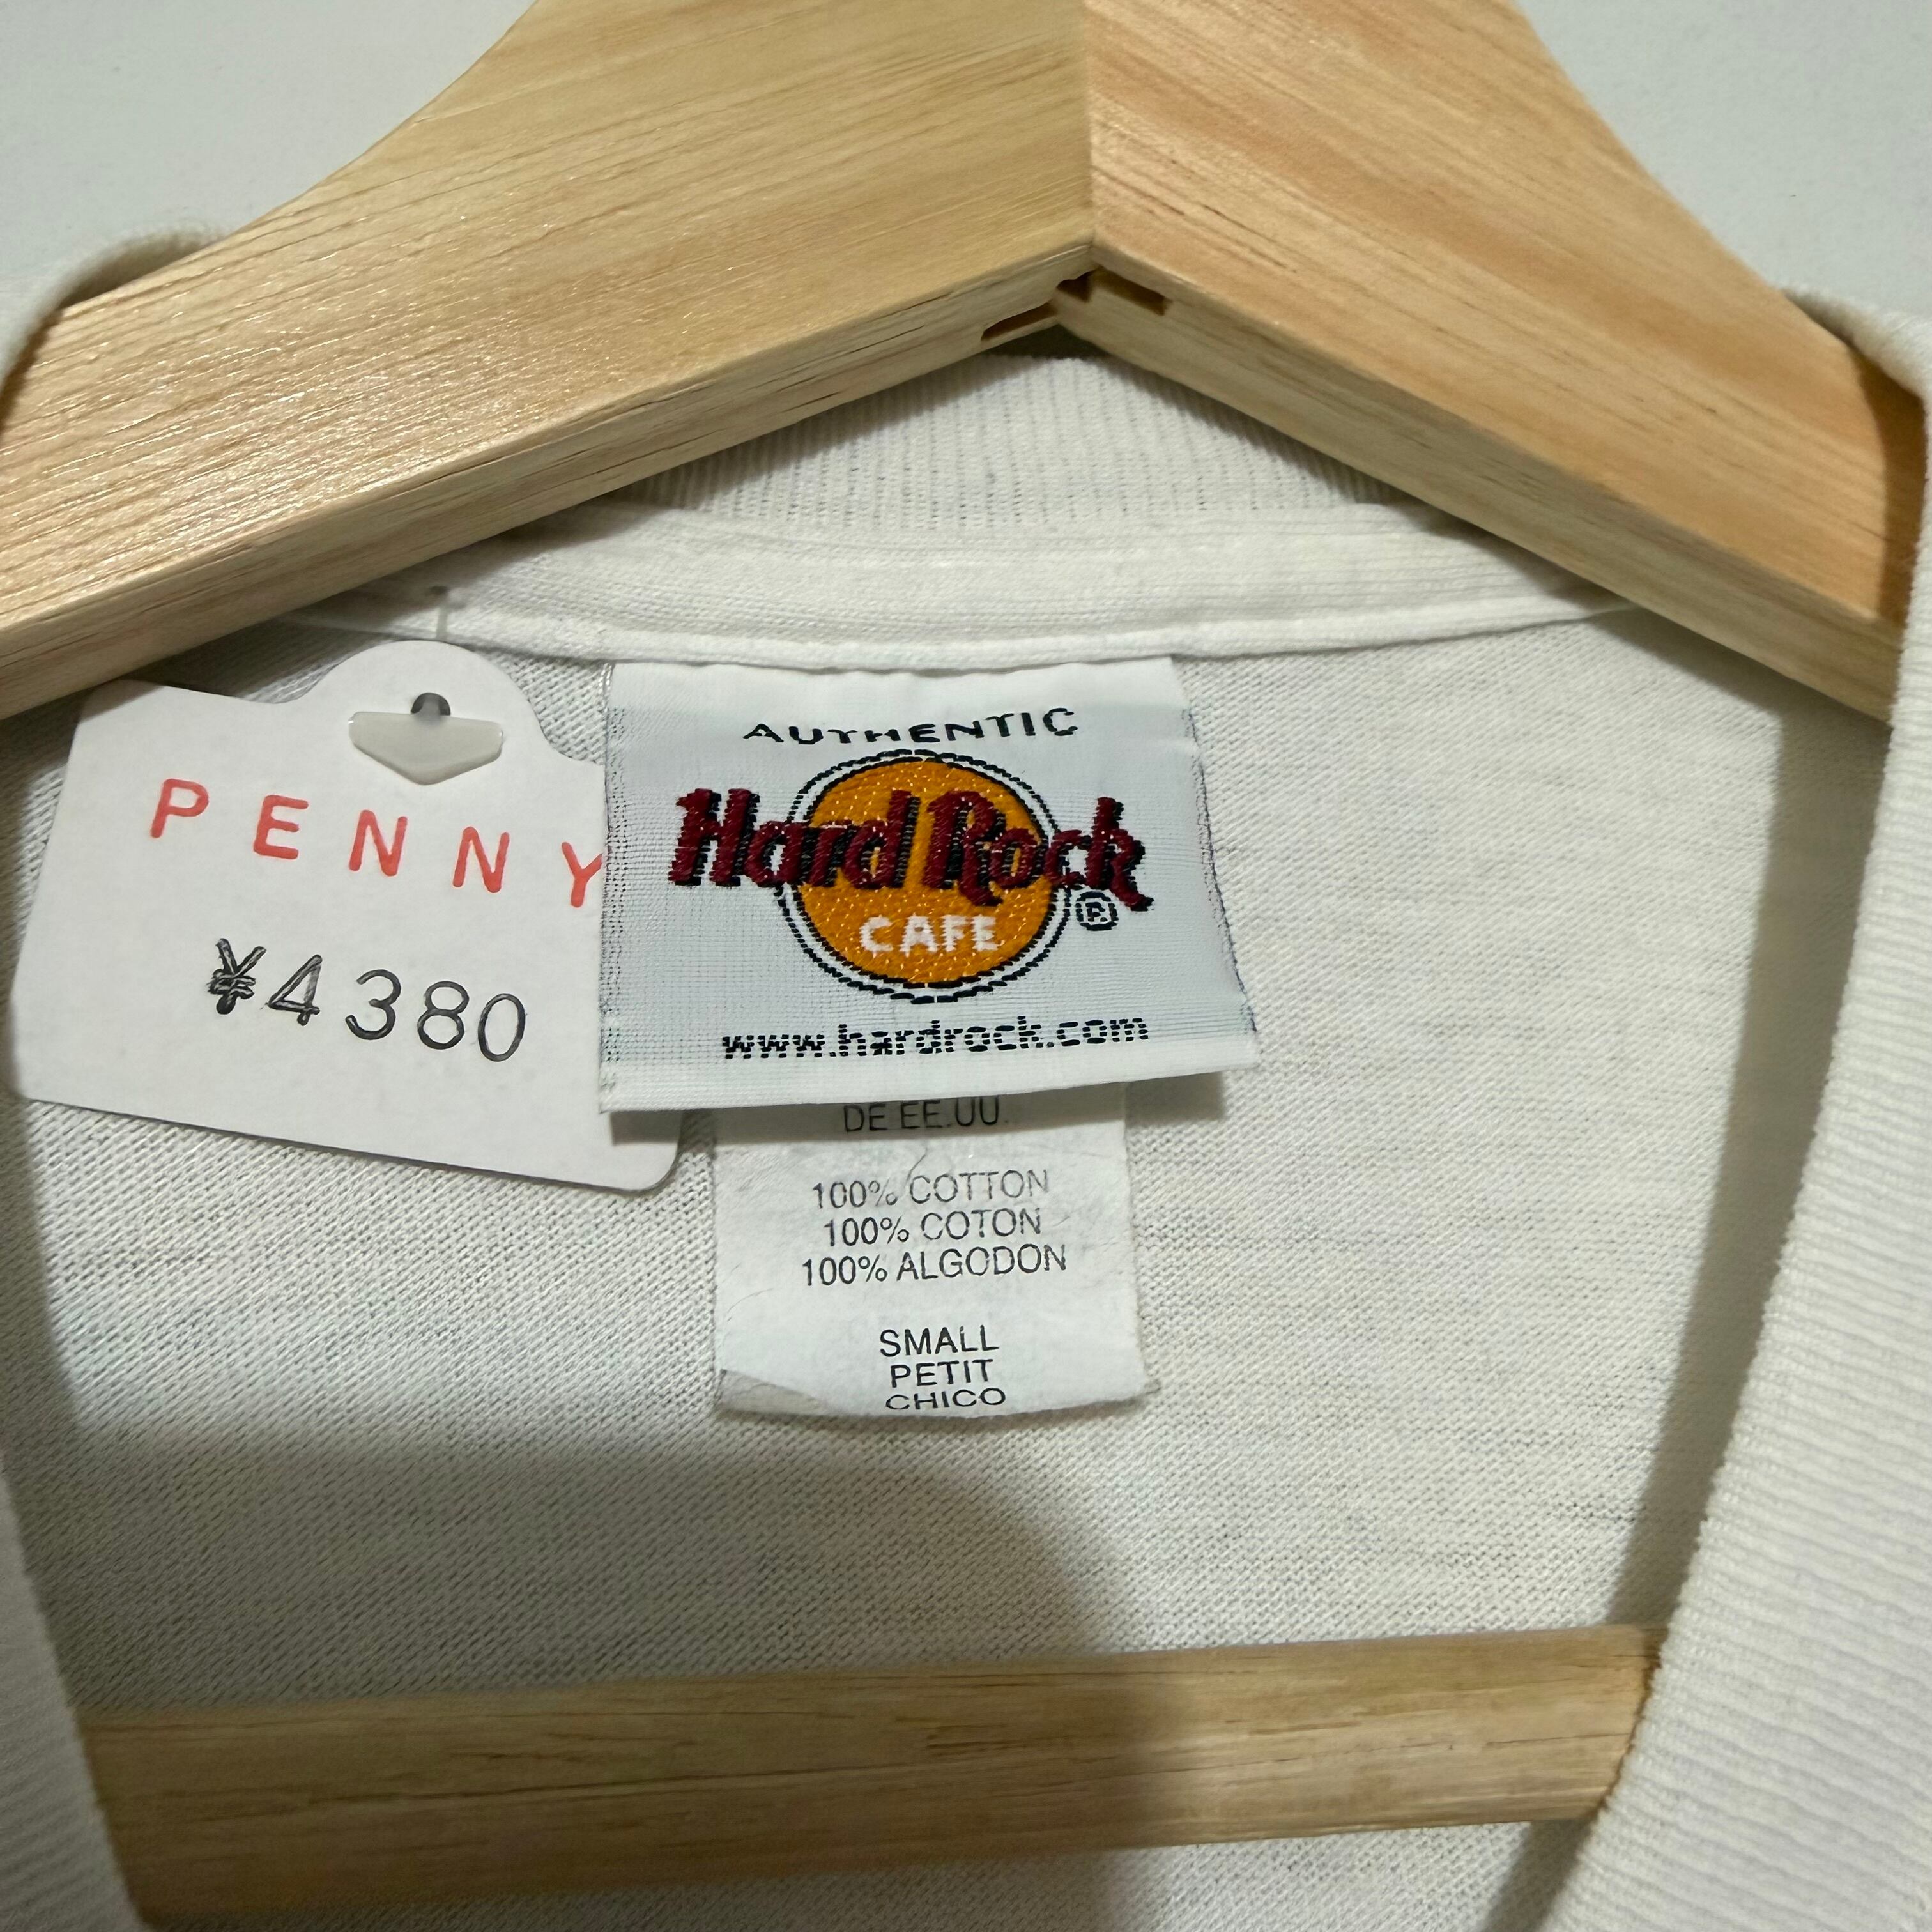 PENNY
¥4380
AUTHENTIC
Hard Rock
CAFE
®
www.hardrock.com
DE EE.UU.
100% COTTON
100% COTON
100% ALGODON
SMALL
PETIT
CHICO